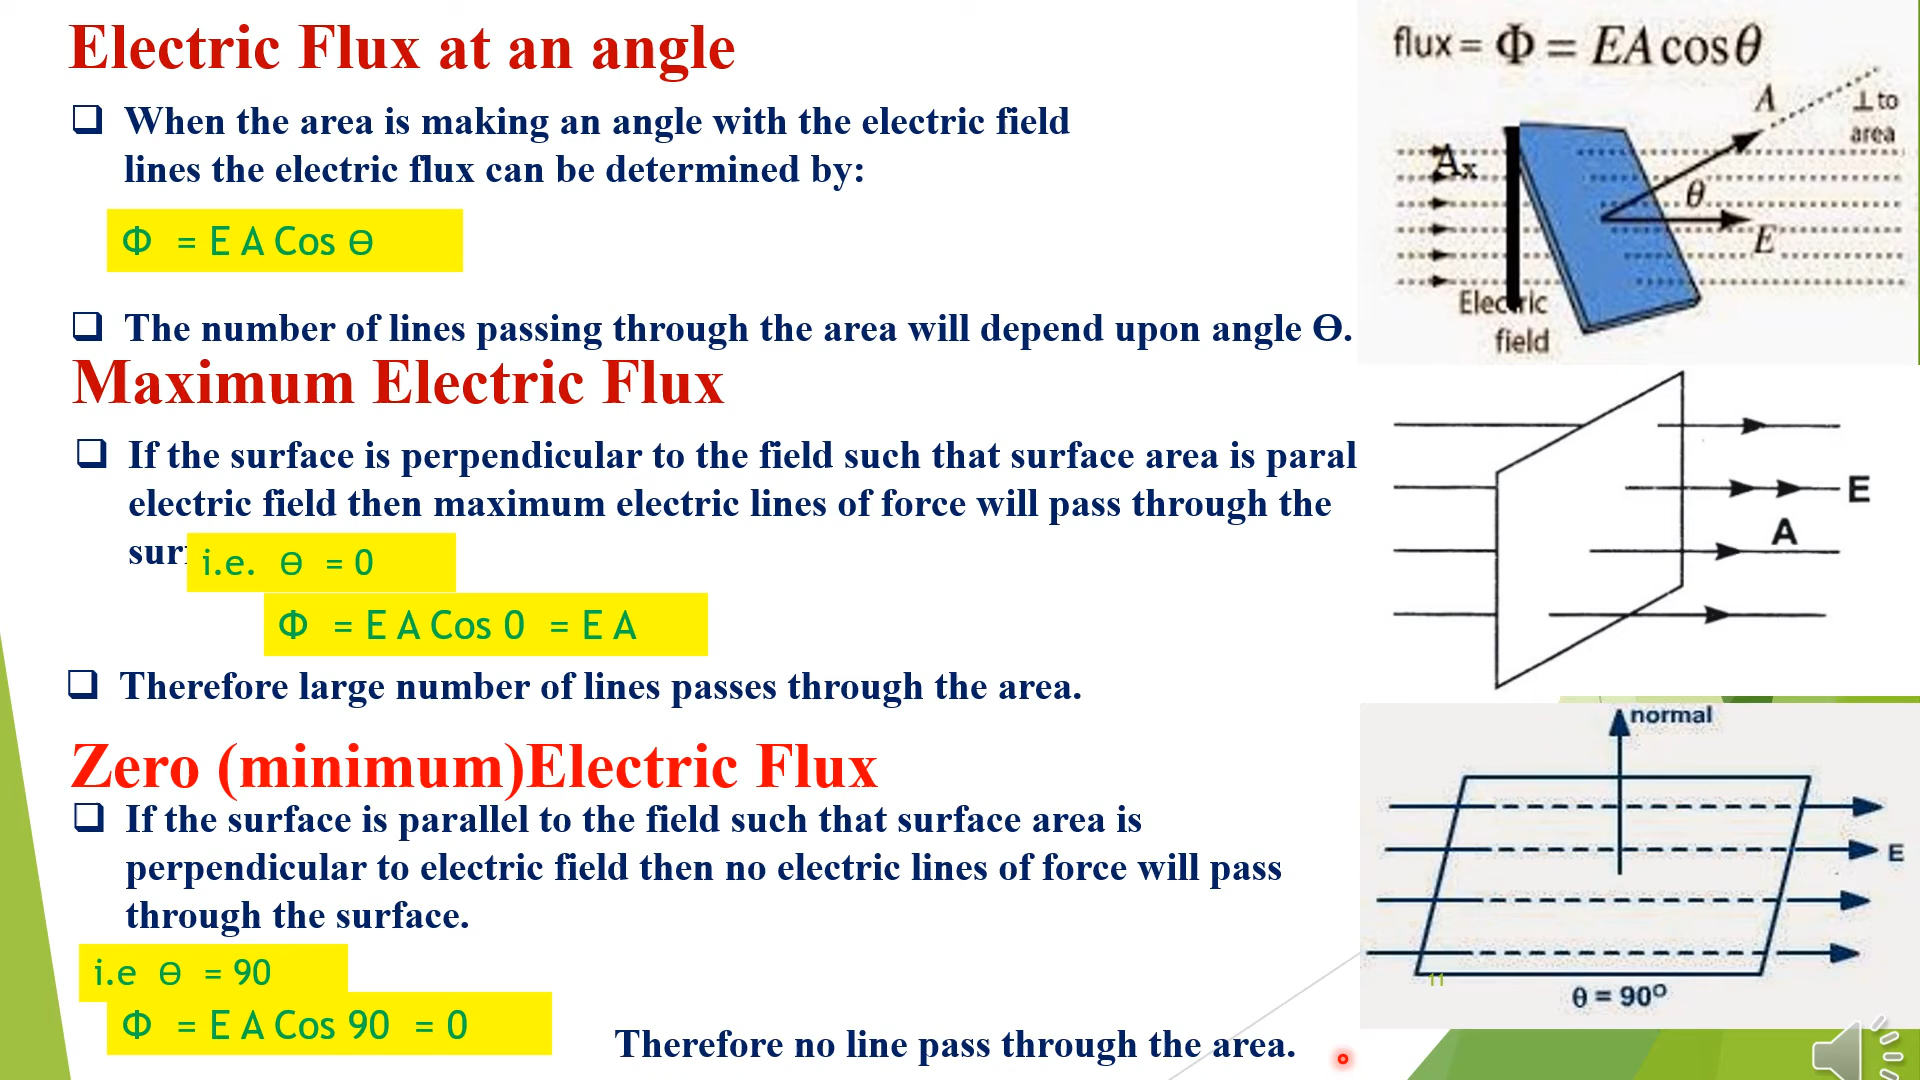 Electric Flux at an angle
❑ When the area is making an angle with the electric field
lines the electric flux can be determined by:
Φ = E A Cos ϴ
❑ The number of lines passing through the area will depend upon angle ϴ.
Maximum Electric Flux
❑ If the surface is perpendicular to the field such that surface area is paral
electric field then maximum electric lines of force will pass through the
i.e. ϴ = 0
Φ = E A Cos 0 = E A
❑ Therefore large number of lines passes through the area.
Zero (minimum)Electric Flux
❑ If the surface is parallel to the field such that surface area is
perpendicular to electric field then no electric lines of force will pass
through the surface.
i.e ϴ = 90
Φ = E A Cos 90 = 0
Therefore no line pass through the area.
flux = Φ = EA cosθ
A
⊥to
area
Ax
θ
E
Electric
field
E
A
normal
E
11
θ = 90°